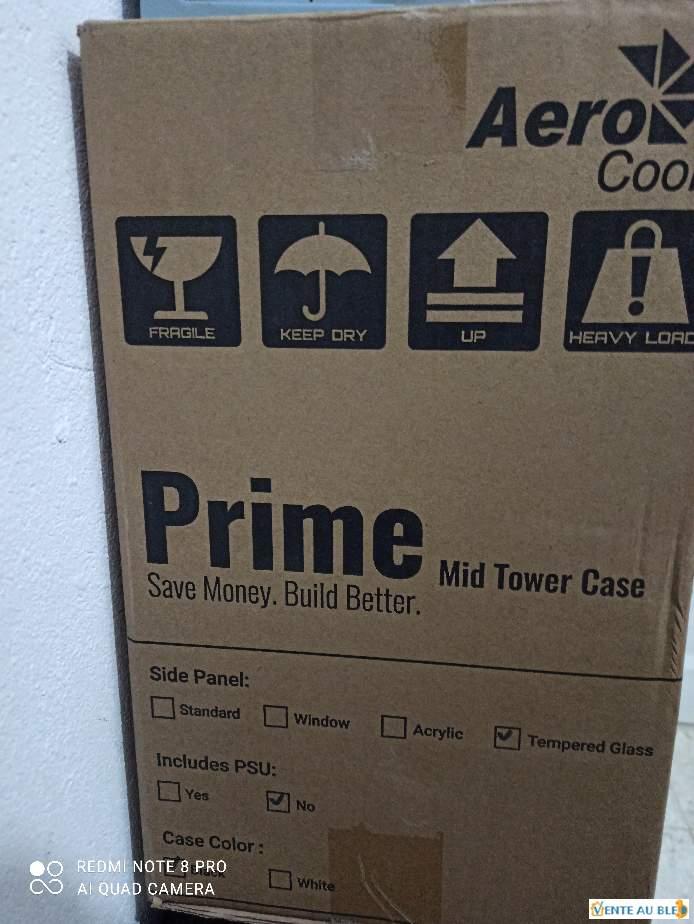 Aero
Cool
FRAGILE
KEEP DRY
UP
HEAVY LOAD
Prime
Mid Tower Case
Save Money. Build Better.
Side Panel:
Standard
Window
Acrylic
Tempered Glass
Includes PSU:
Yes
No
Case Color :
White
REDMI NOTE 8 PRO
AI QUAD CAMERA
VENTE AU BLED